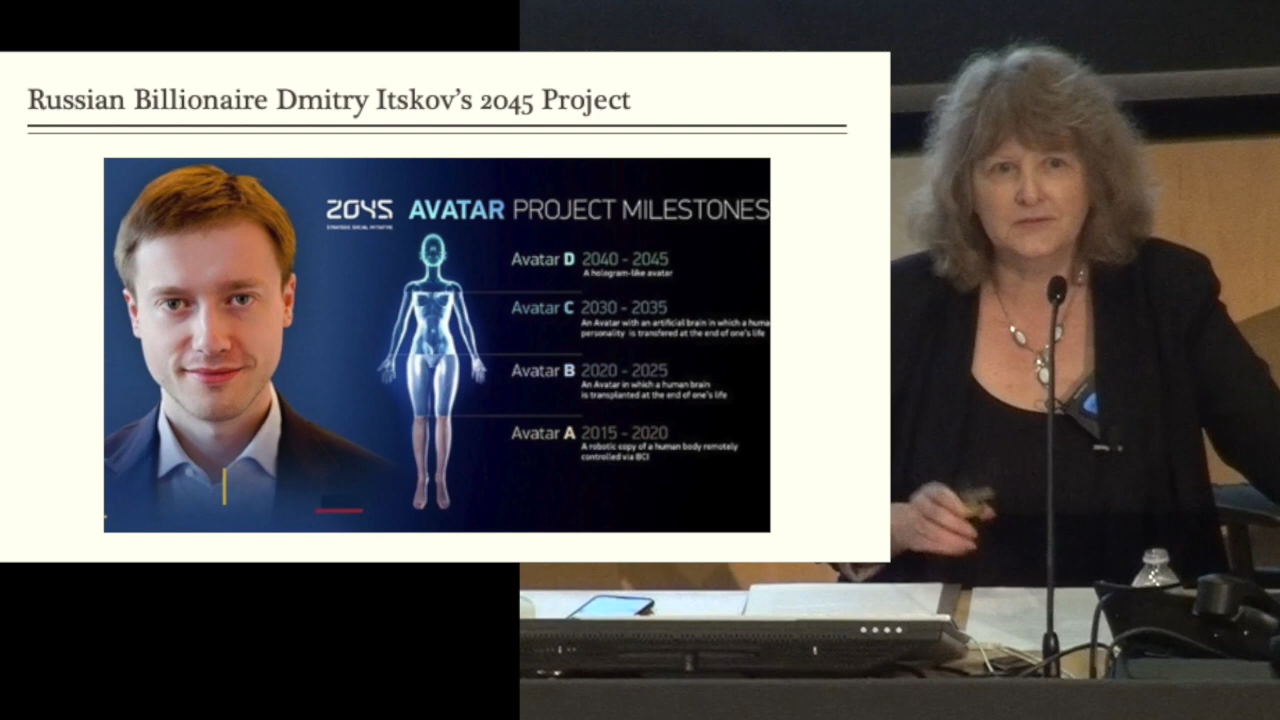 Russian Billionaire Dmitry Itskov's 2045 Project
2045 AVATAR PROJECT MILESTONES
STRATEGIC SOCIAL INITIATIVE
Avatar D 2040 - 2045
A hologram-like avatar
Avatar C 2030 - 2035
An Avatar with an artificial brain in which a huma
personality is transfered at the end of one's life
Avatar B 2020 - 2025
An Avatar in which a human brain
is transplanted at the end of one's life
Avatar A 2015 - 2020
A robotic copy of a human body remotely
controlled via BCI